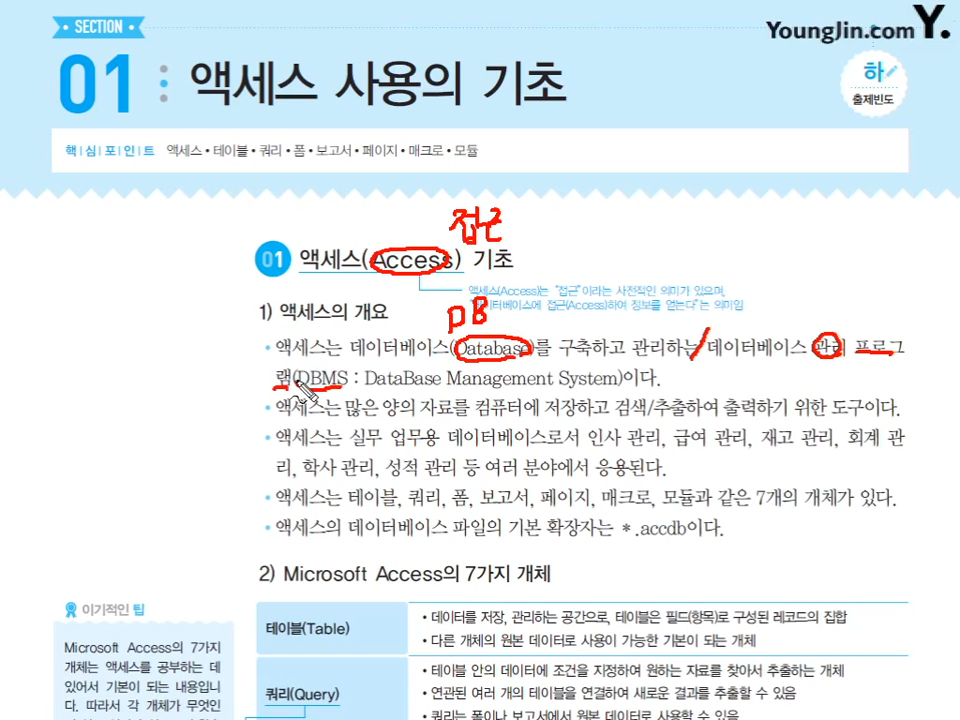 SECTION
YoungJin.com Y.
01 액세스 사용의 기초
하
출제빈도
핵심포인트 액세스 • 테이블 • 쿼리 • 폼 • 보고서 • 페이지 • 매크로 • 모듈
접근
01 액세스(Access) 기초
액세스(Access)는 "접근"이라는 사전적인 의미가 있으며,
"데이터베이스에 접근(Access)하여 정보를 얻는다"는 의미임
1) 액세스의 개요
DB
• 액세스는 데이터베이스(Database)를 구축하고 관리하는 데이터베이스 관리 프로그
램(DBMS : DataBase Management System)이다.
• 액세스는 많은 양의 자료를 컴퓨터에 저장하고 검색/추출하여 출력하기 위한 도구이다.
• 액세스는 실무 업무용 데이터베이스로서 인사 관리, 급여 관리, 재고 관리, 회계 관
리, 학사 관리, 성적 관리 등 여러 분야에서 응용된다.
• 액세스는 테이블, 쿼리, 폼, 보고서, 페이지, 매크로, 모듈과 같은 7개의 개체가 있다.
• 액세스의 데이터베이스 파일의 기본 확장자는 *.accdb이다.
2) Microsoft Access의 7가지 개체
이기적인 팁
Microsoft Access의 7가지
개체는 액세스를 공부하는 데
있어서 기본이 되는 내용입니
다. 따라서 각 개체가 무엇인
테이블(Table)
• 데이터를 저장, 관리하는 공간으로, 테이블은 필드(항목)로 구성된 레코드의 집합
• 다른 개체의 원본 데이터로 사용이 가능한 기본이 되는 개체
쿼리(Query)
• 테이블 안의 데이터에 조건을 지정하여 원하는 자료를 찾아서 추출하는 개체
• 연관된 여러 개의 테이블을 연결하여 새로운 결과를 추출할 수 있음
• 쿼리는 폼이나 보고서에서 원본 데이터로 사용할 수 있음